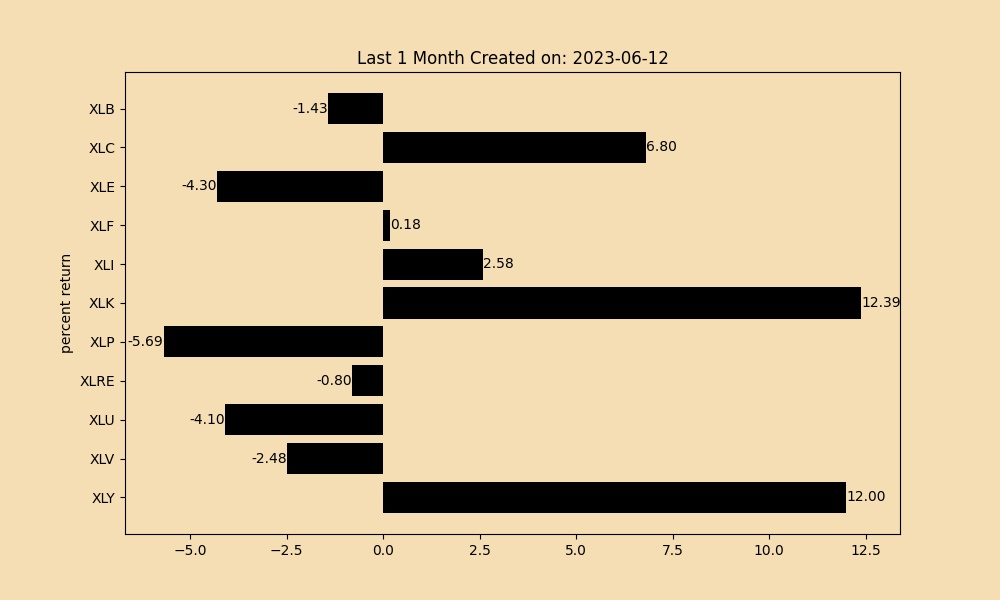 Last 1 Month Created on: 2023-06-12
percent return
XLB -1.43
XLC 6.80
XLE -4.30
XLF 0.18
XLI 2.58
XLK 12.39
XLP -5.69
XLRE -0.80
XLU -4.10
XLV -2.48
XLY 12.00
−5.0 −2.5 0.0 2.5 5.0 7.5 10.0 12.5